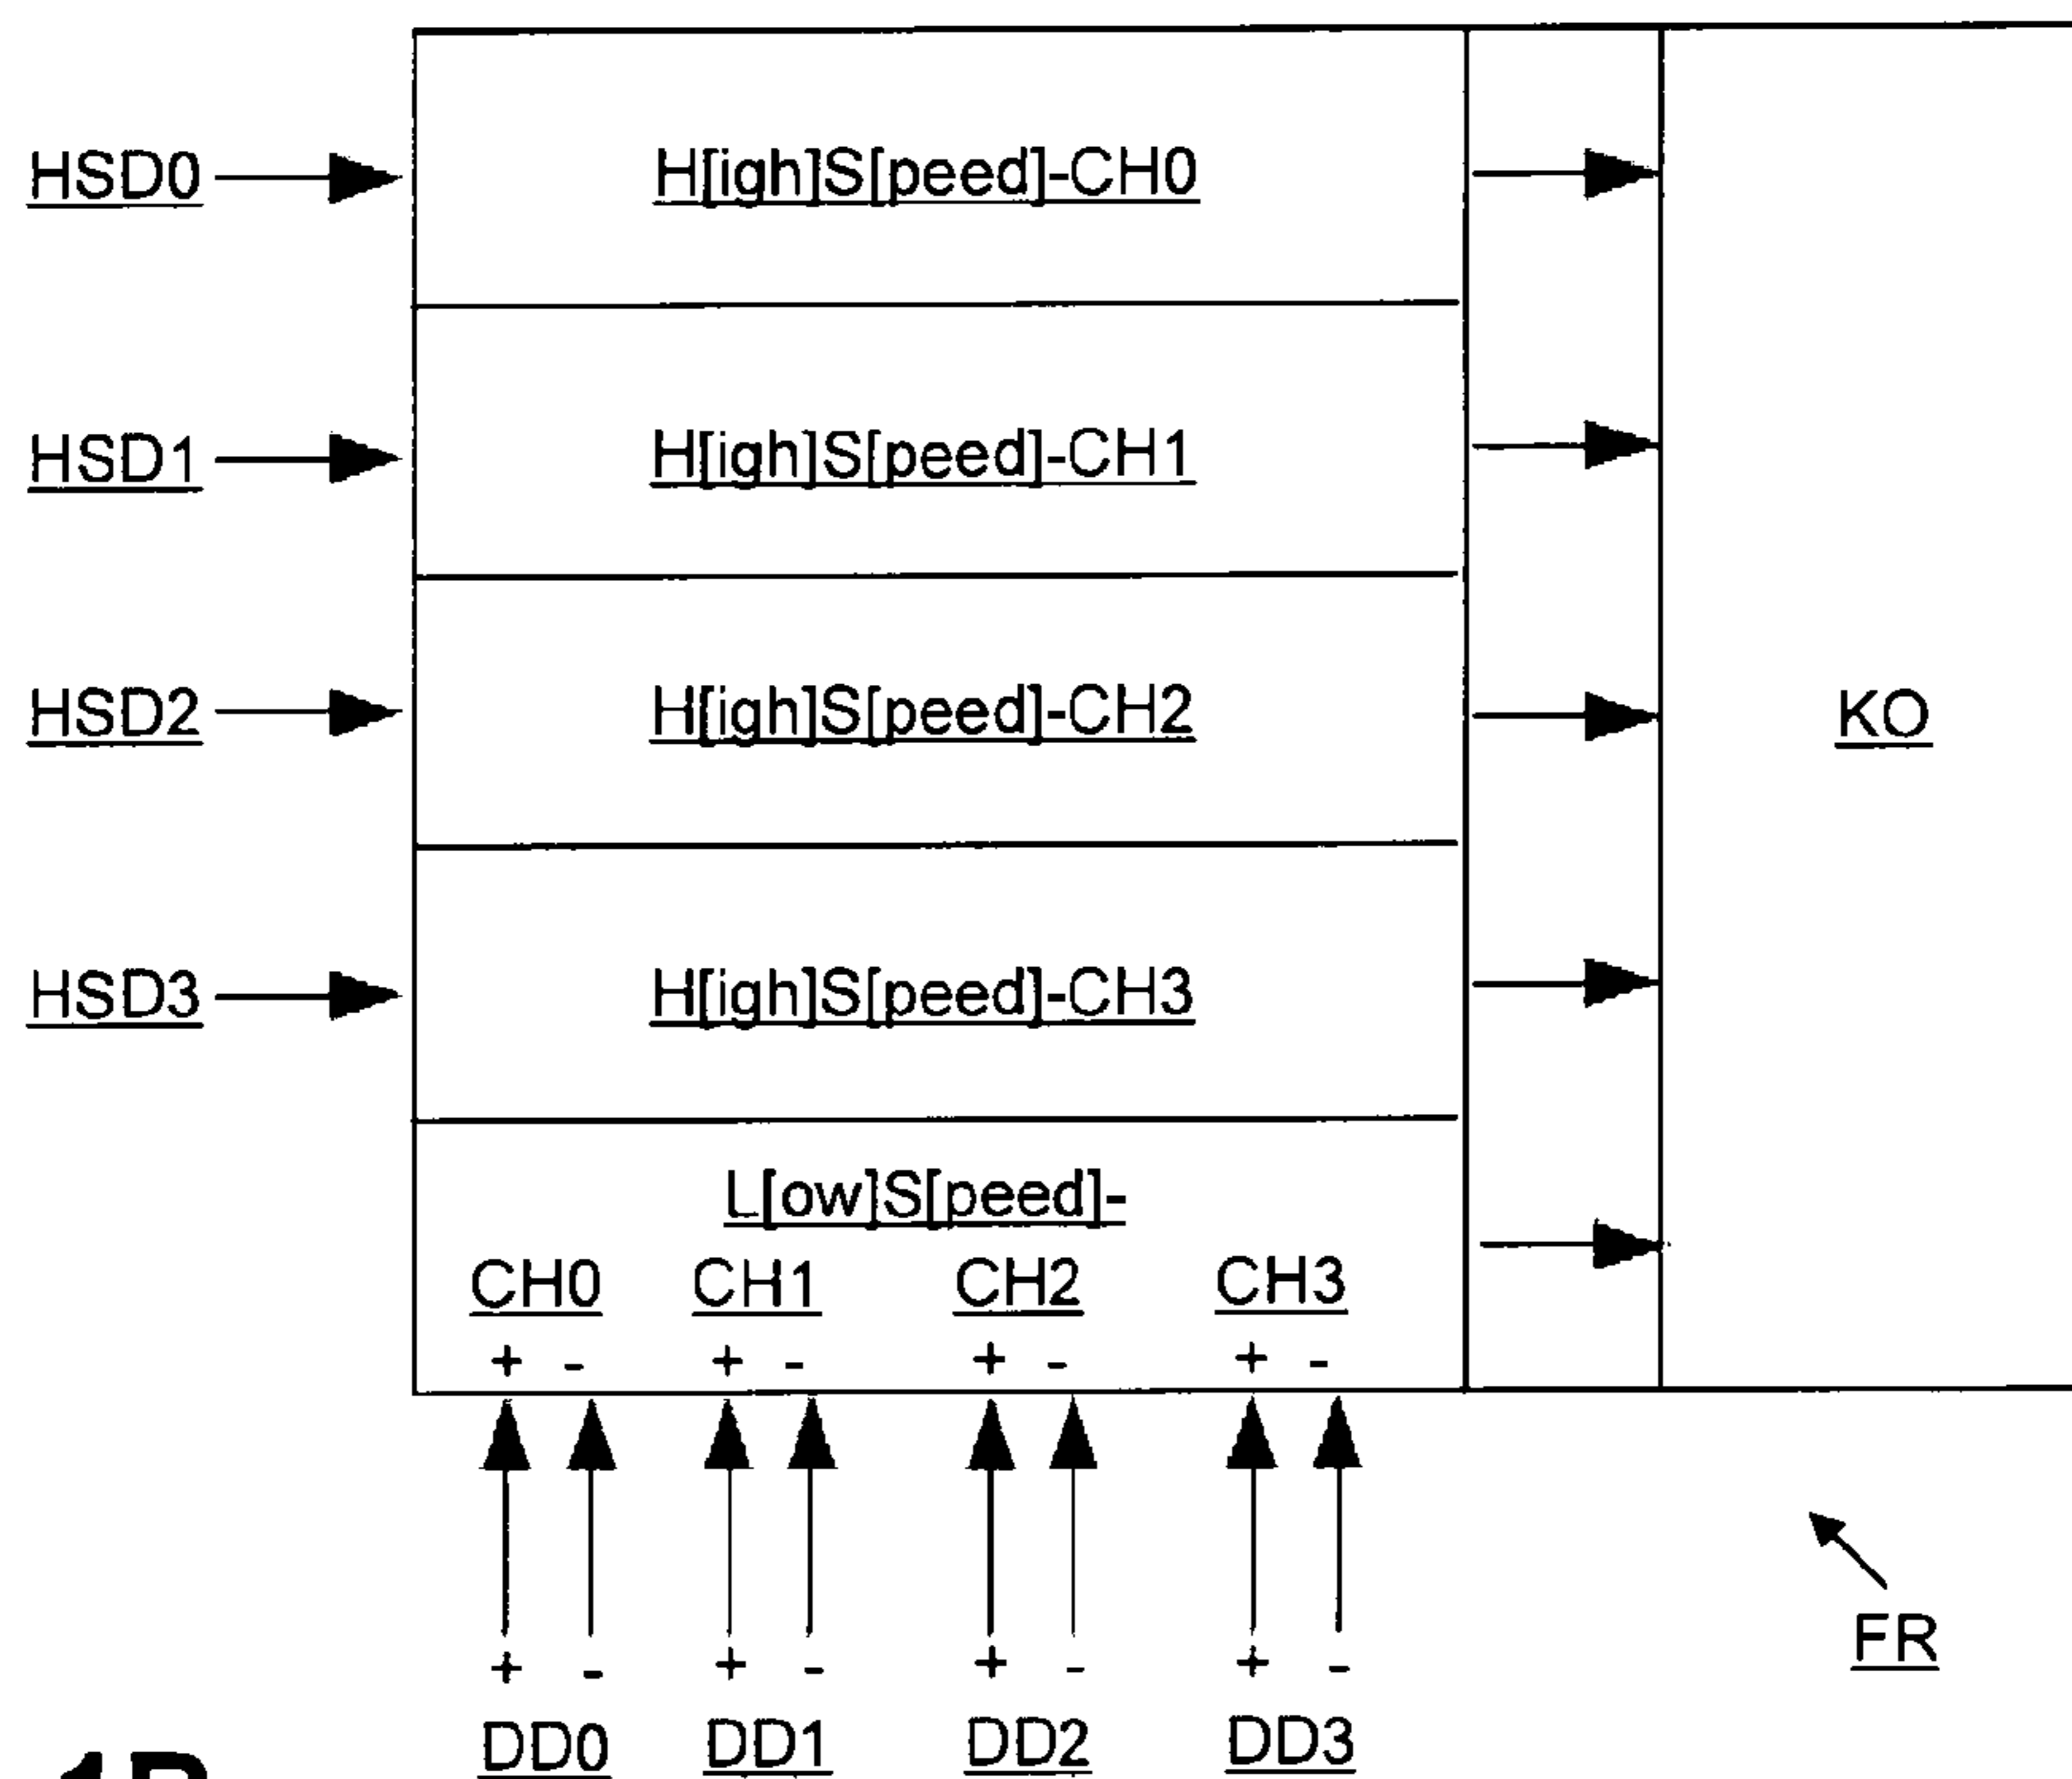 HSD0 H[igh]S[peed]-CH0
HSD1 H[igh]S[peed]-CH1
HSD2 H[igh]S[peed]-CH2 KO
HSD3 H[igh]S[peed]-CH3
L[ow]S[peed]-
CH0 CH1 CH2 CH3
+ - + - + - + -
+ - + - + - + -
FR
DD0 DD1 DD2 DD3